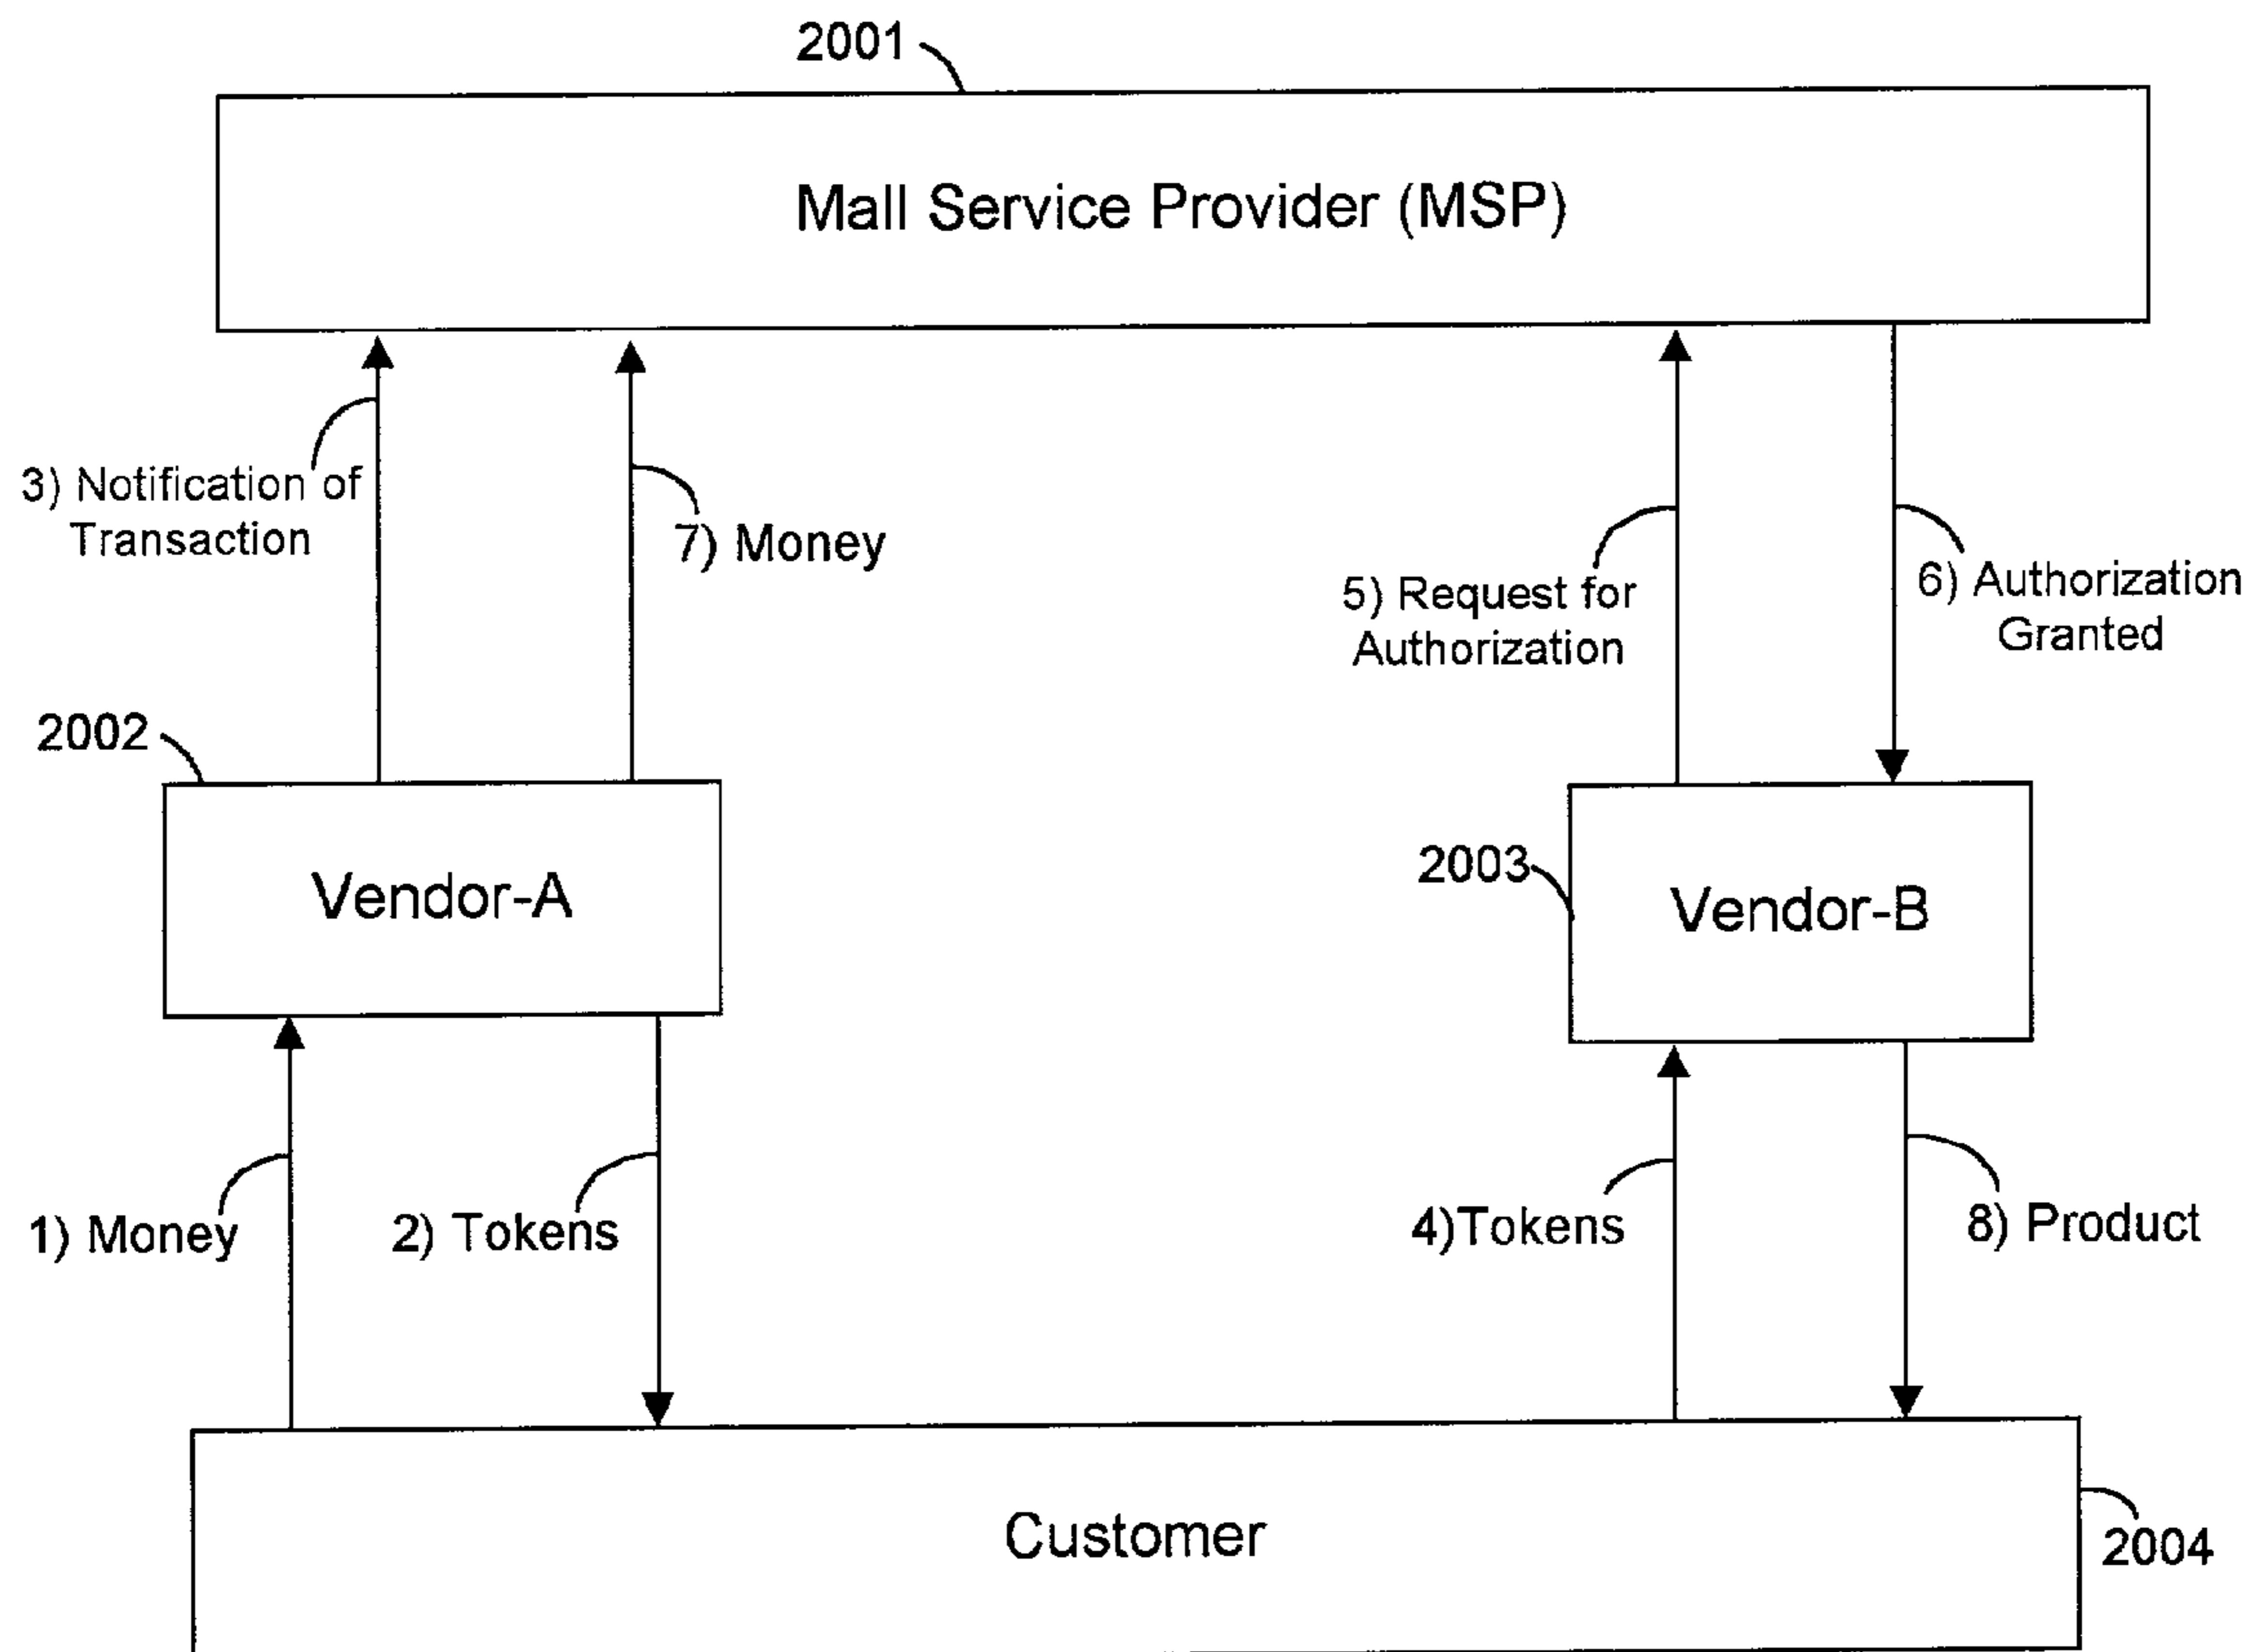 2001
Mall Service Provider (MSP)
3) Notification of
Transaction
7) Money
5) Request for
Authorization
6) Authorization
Granted
2002
Vendor-A
2003
Vendor-B
1) Money
2) Tokens
4)Tokens
8) Product
Customer
2004